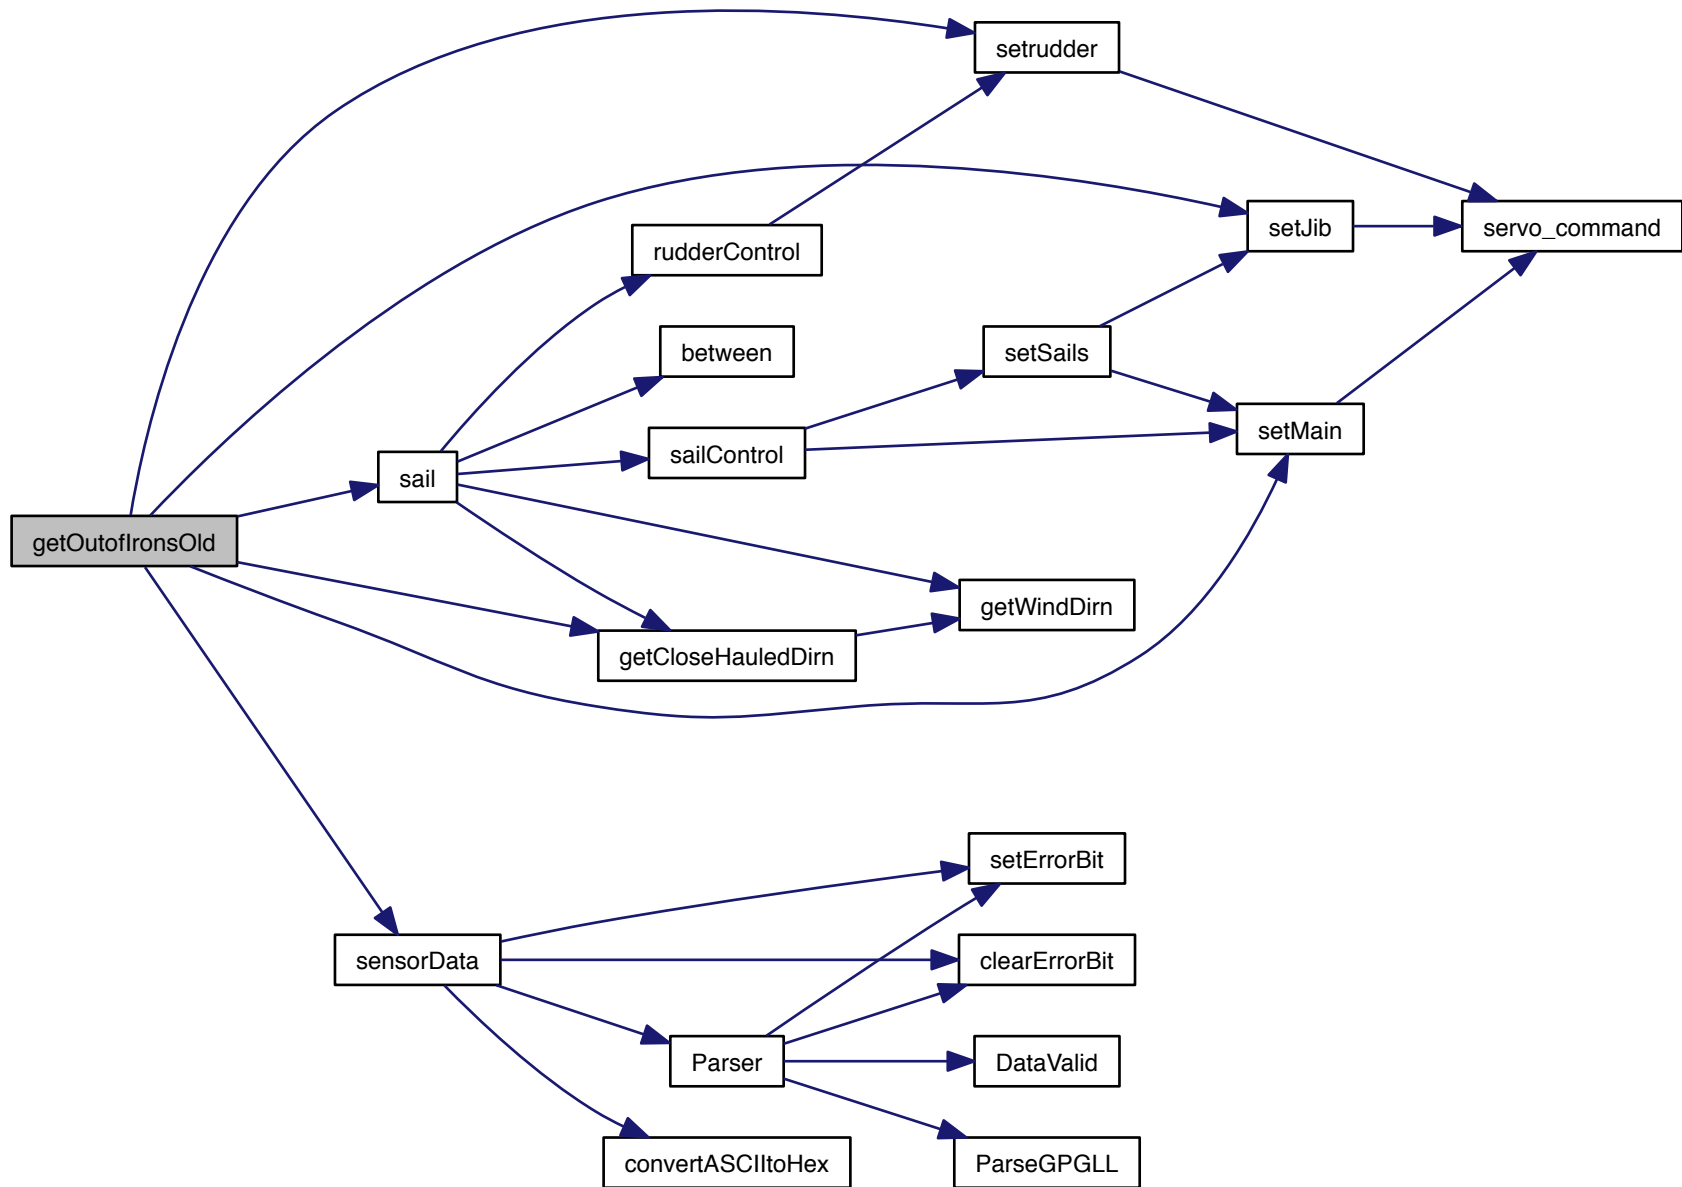 setrudder
rudderControl
setJib
servo_command
between
setSails
setMain
sailControl
sail
getOutofIronsOld
getWindDirn
getCloseHauledDirn
setErrorBit
sensorData
clearErrorBit
Parser
DataValid
convertASCIItoHex
ParseGPGLL